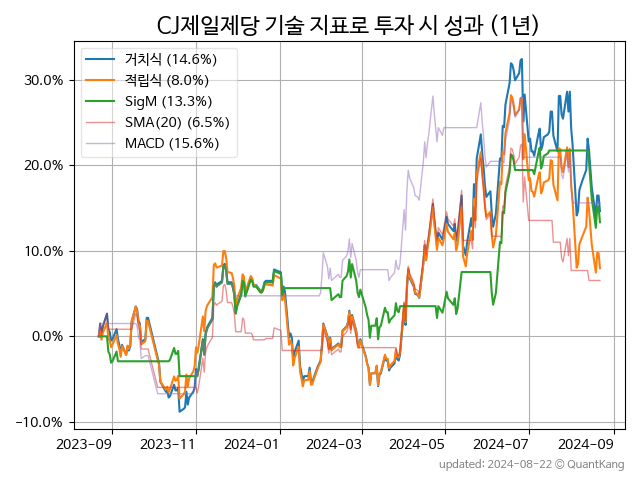 CJ제일제당 기술 지표로 투자 시 성과 (1년)
거치식 (14.6%)
적립식 (8.0%)
SigM (13.3%)
SMA(20) (6.5%)
MACD (15.6%)
30.0%
20.0%
10.0%
0.0%
-10.0%
2023-09 2023-11 2024-01 2024-03 2024-05 2024-07 2024-09
updated: 2024-08-22 © QuantKang